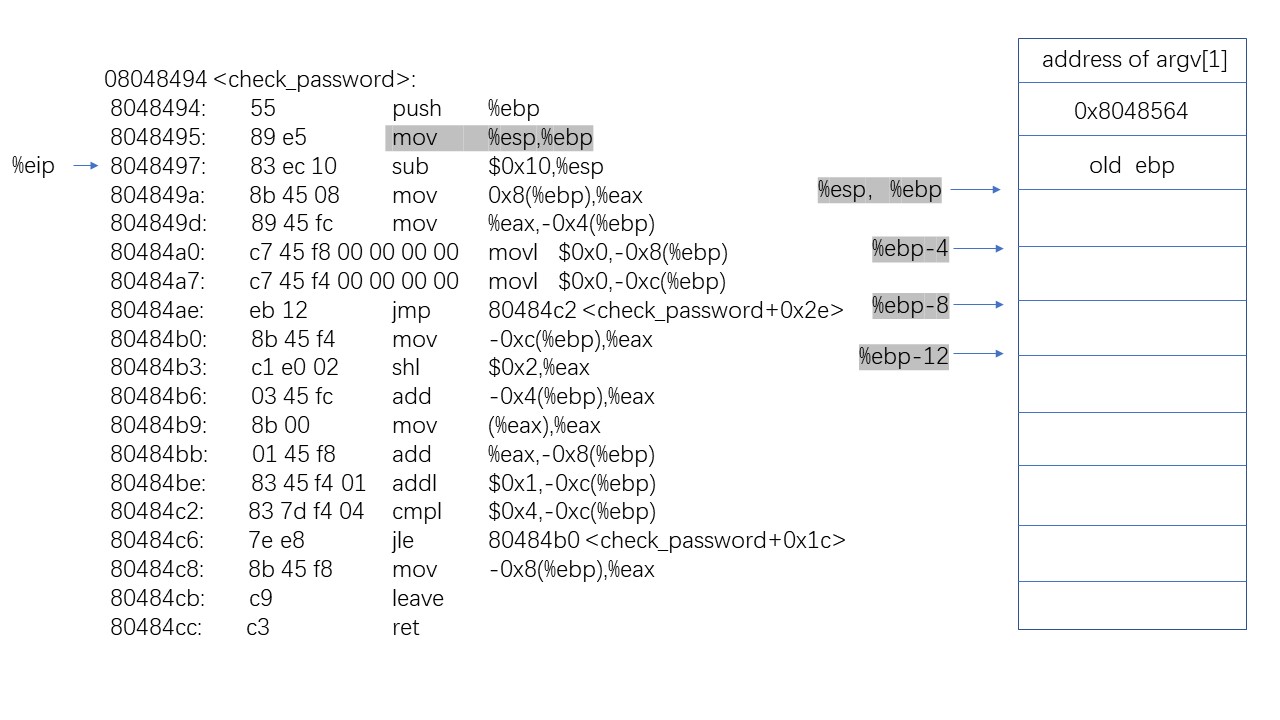 address of argv[1]
08048494 <check_password>:
8048494: 55 push %ebp
0x8048564
8048495: 89 e5 mov %esp,%ebp
%eip 8048497: 83 ec 10 sub $0x10,%esp
old ebp
804849a: 8b 45 08 mov 0x8(%ebp),%eax
%esp, %ebp
804849d: 89 45 fc mov %eax,-0x4(%ebp)
80484a0: c7 45 f8 00 00 00 00 movl $0x0,-0x8(%ebp)
%ebp-4
80484a7: c7 45 f4 00 00 00 00 movl $0x0,-0xc(%ebp)
80484ae: eb 12 jmp 80484c2 <check_password+0x2e>
%ebp-8
80484b0: 8b 45 f4 mov -0xc(%ebp),%eax
%ebp-12
80484b3: c1 e0 02 shl $0x2,%eax
80484b6: 03 45 fc add -0x4(%ebp),%eax
80484b9: 8b 00 mov (%eax),%eax
80484bb: 01 45 f8 add %eax,-0x8(%ebp)
80484be: 83 45 f4 01 addl $0x1,-0xc(%ebp)
80484c2: 83 7d f4 04 cmpl $0x4,-0xc(%ebp)
80484c6: 7e e8 jle 80484b0 <check_password+0x1c>
80484c8: 8b 45 f8 mov -0x8(%ebp),%eax
80484cb: c9 leave
80484cc: c3 ret